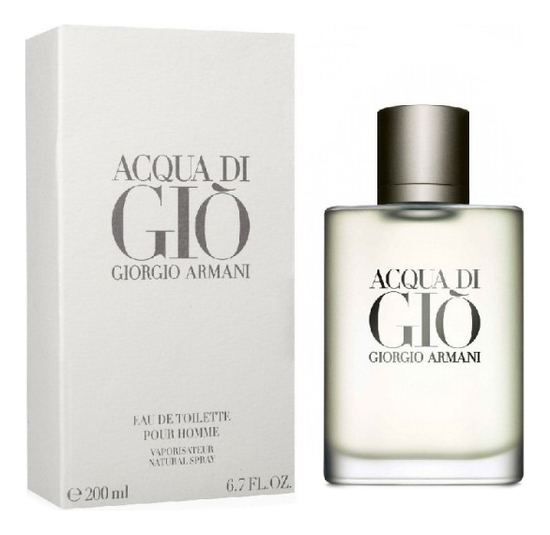 ACQUA DI
GIÒ
GIORGIO ARMANI
EAU DE TOILETTE
POUR HOMME
VAPORISATEUR
NATURAL SPRAY
℮ 200 ml 6.7 FL.OZ.
ACQUA DI
GIÒ
GIORGIO ARMANI